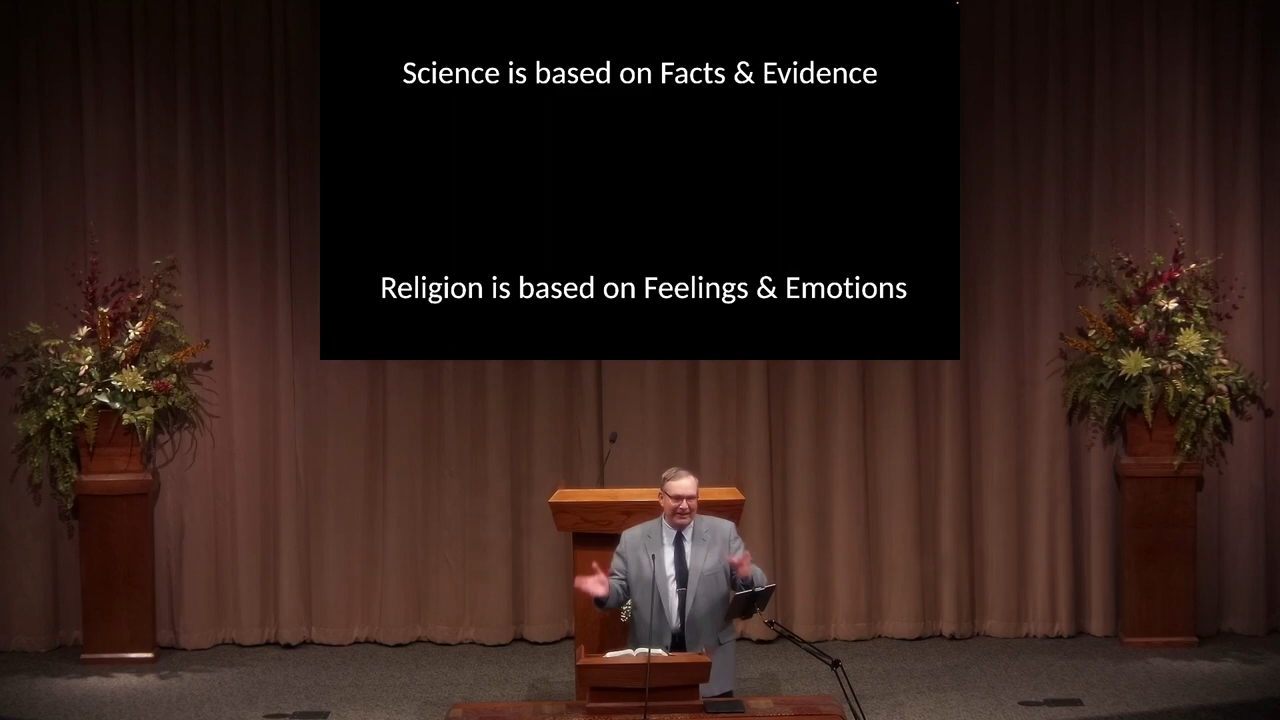 Science is based on Facts & Evidence
Religion is based on Feelings & Emotions